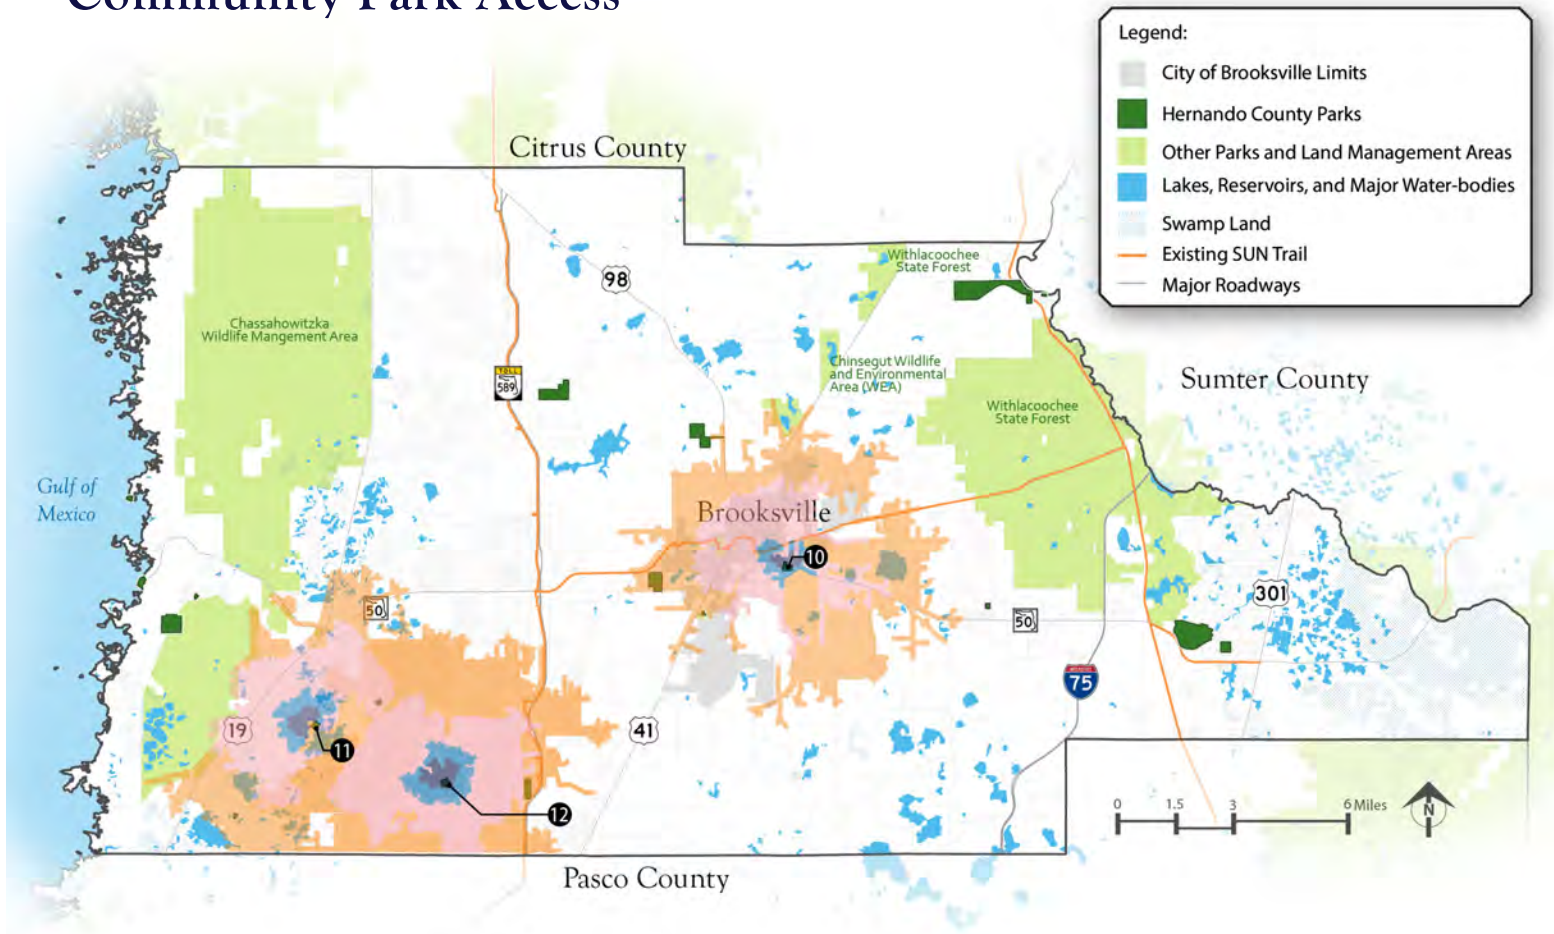 Community Park Access
Legend:
City of Brooksville Limits
Hernando County Parks
Other Parks and Land Management Areas
Lakes, Reservoirs, and Major Water-bodies
Swamp Land
Existing SUN Trail
Major Roadways
Citrus County
Withlacoochee
State Forest
98
Chassahowitzka
Wildlife Mangement Area
Chinsegut Wildlife
and Environmental
Area (WEA)
TOLL
589
Sumter County
Withlacoochee
State Forest
Gulf of
Mexico
Brooksville
10
50
301
50
75
19
41
11
12
0
1.5
3
6 Miles
N
Pasco County